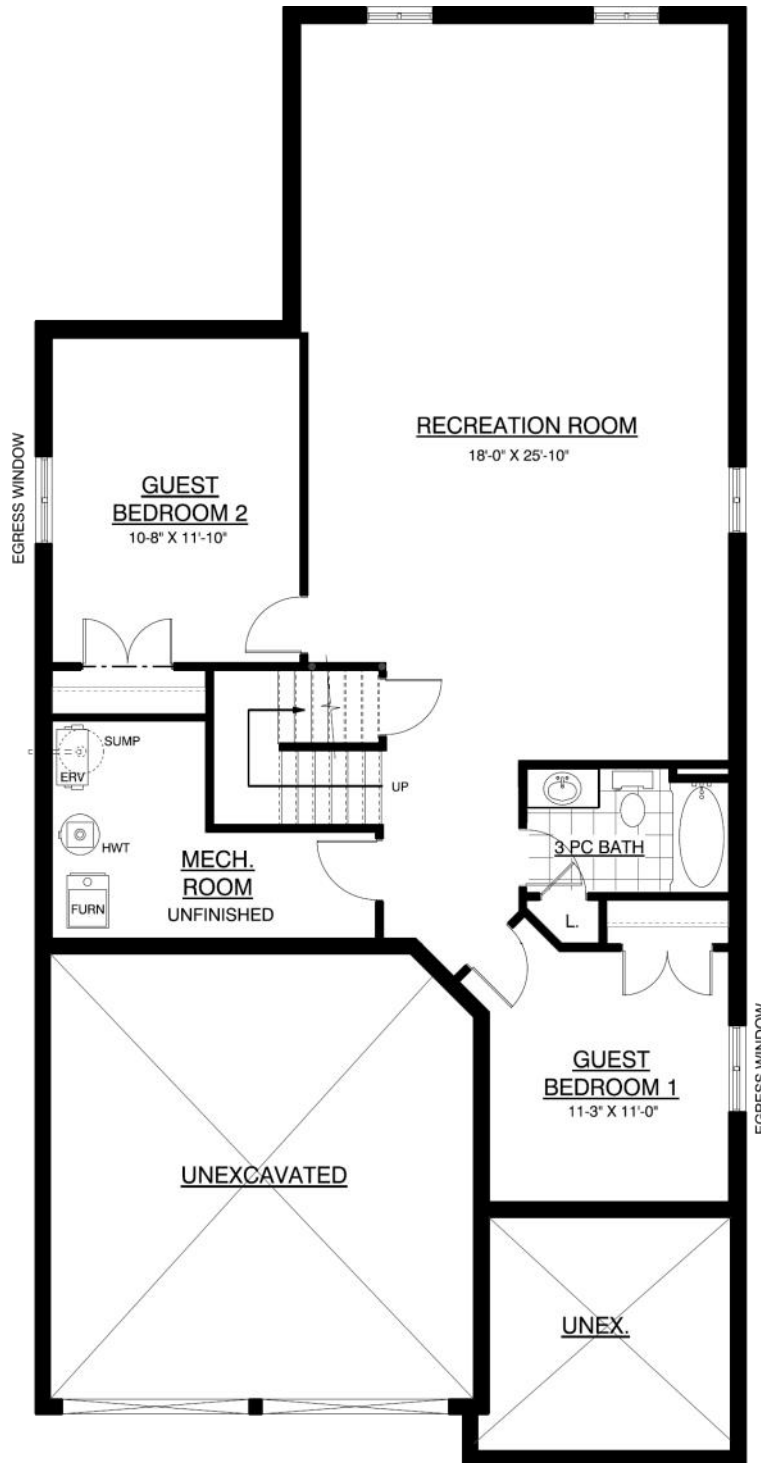 RECREATION ROOM
18'-0" X 25'-10"
EGRESS WINDOW
GUEST
BEDROOM 2
10-8" X 11'-10"
SUMP
ERV
UP
HWT
MECH.
ROOM
UNFINISHED
FURN
3 PC BATH
L.
GUEST
BEDROOM 1
11-3" X 11'-0"
EGRESS WINDOW
UNEXCAVATED
UNEX.